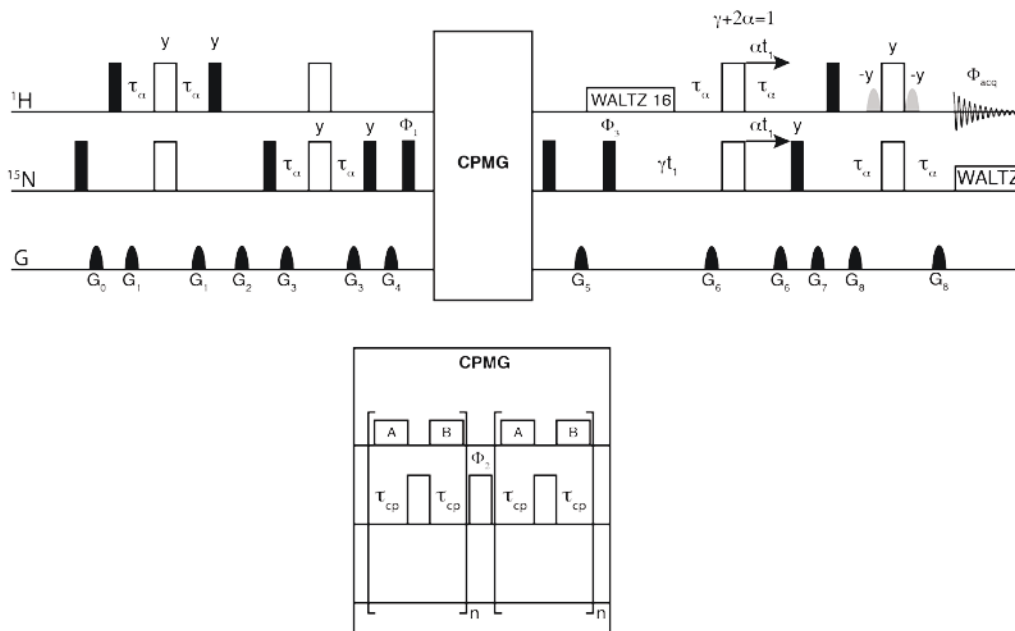 γ+2α=1
y y αt₁ y
τα τα τα τα -y -y Φacq
¹H WALTZ 16
y y Φ₁ CPMG Φ₃ αt₁ y
¹⁵N τα τα γt₁ τα τα WALTZ
G
G₀ G₁ G₁ G₂ G₃ G₃ G₄ G₅ G₆ G₆ G₇ G₈ G₈
CPMG
A B A B
Φ₂
τcp τcp τcp τcp
n n